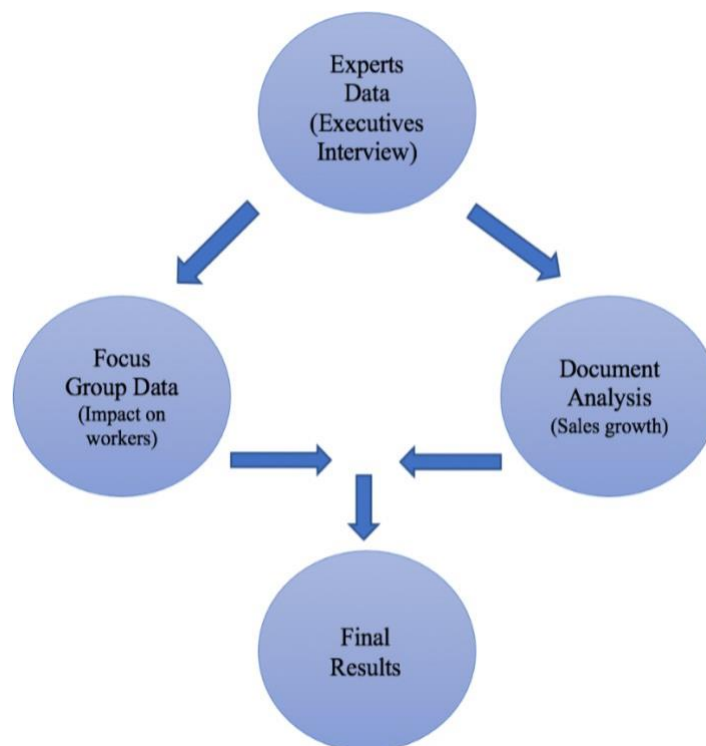 Experts
Data
(Executives
Interview)
Focus
Group Data
(Impact on
workers)
Document
Analysis
(Sales growth)
Final
Results